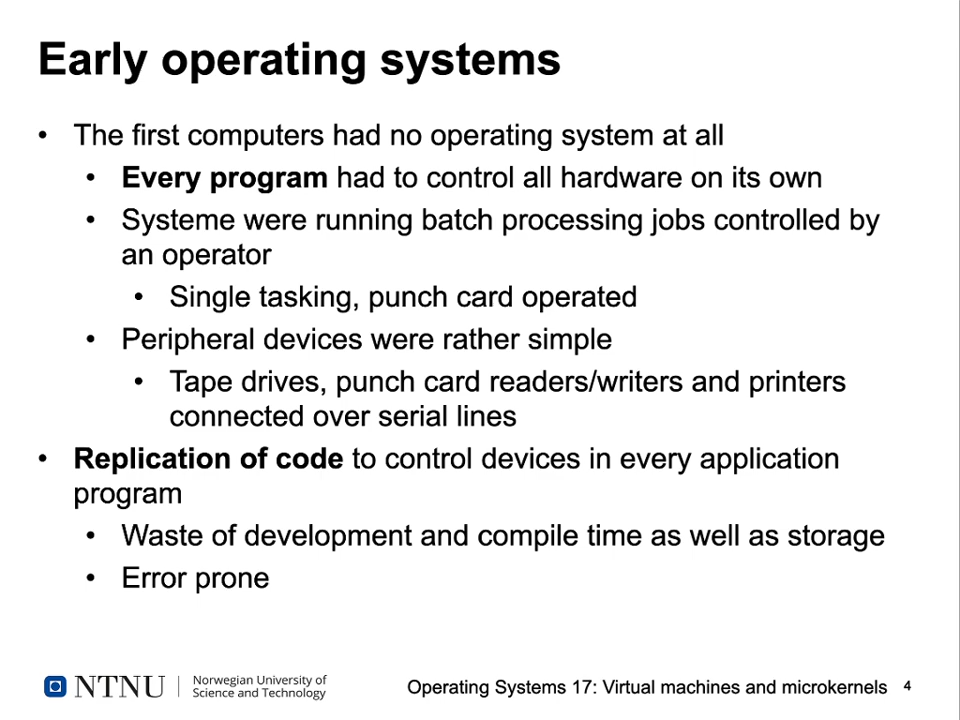 Early operating systems
• The first computers had no operating system at all
• Every program had to control all hardware on its own
• Systeme were running batch processing jobs controlled by
an operator
• Single tasking, punch card operated
• Peripheral devices were rather simple
• Tape drives, punch card readers/writers and printers
connected over serial lines
• Replication of code to control devices in every application
program
• Waste of development and compile time as well as storage
• Error prone
NTNU
Norwegian University of
Science and Technology
Operating Systems 17: Virtual machines and microkernels 4